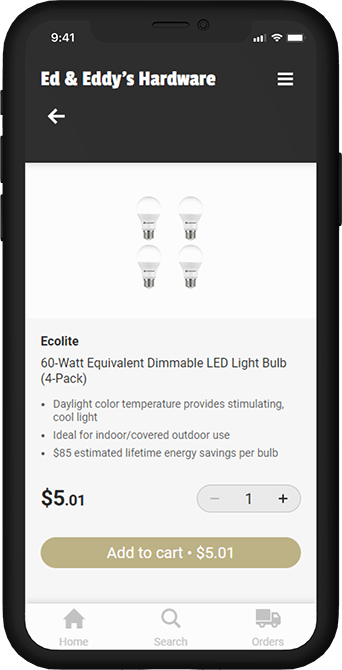 9:41
Ed & Eddy's Hardware
Ecolite
60-Watt Equivalent Dimmable LED Light Bulb
(4-Pack)
• Daylight color temperature provides stimulating,
cool light
• Ideal for indoor/covered outdoor use
• $85 estimated lifetime energy savings per bulb
$5.01
− 1 +
Add to cart • $5.01
Home Search Orders